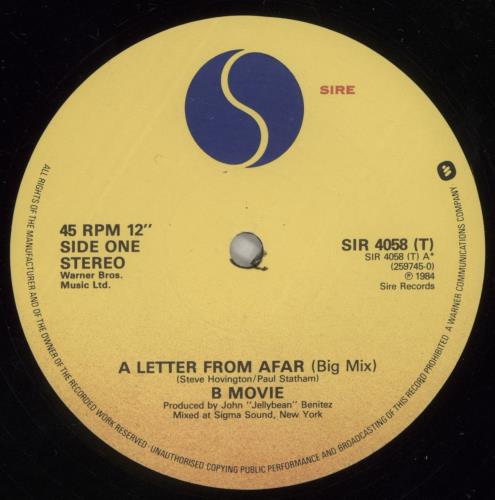 SIRE
45 RPM 12"
SIDE ONE
STEREO
Warner Bros.
Music Ltd.
SIR 4058 (T)
SIR 4058 (T) A*
(259745-0)
℗ 1984
Sire Records
A LETTER FROM AFAR (Big Mix)
(Steve Hovington/Paul Statham)
B MOVIE
Produced by John "Jellybean" Benitez
Mixed at Sigma Sound, New York
ALL RIGHTS OF THE MANUFACTURER AND OF THE OWNER OF THE RECORDED WORK RESERVED UNAUTHORISED COPYING PUBLIC PERFORMANCE AND BROADCASTING OF THIS RECORD PROHIBITED A WARNER COMMUNICATIONS COMPANY